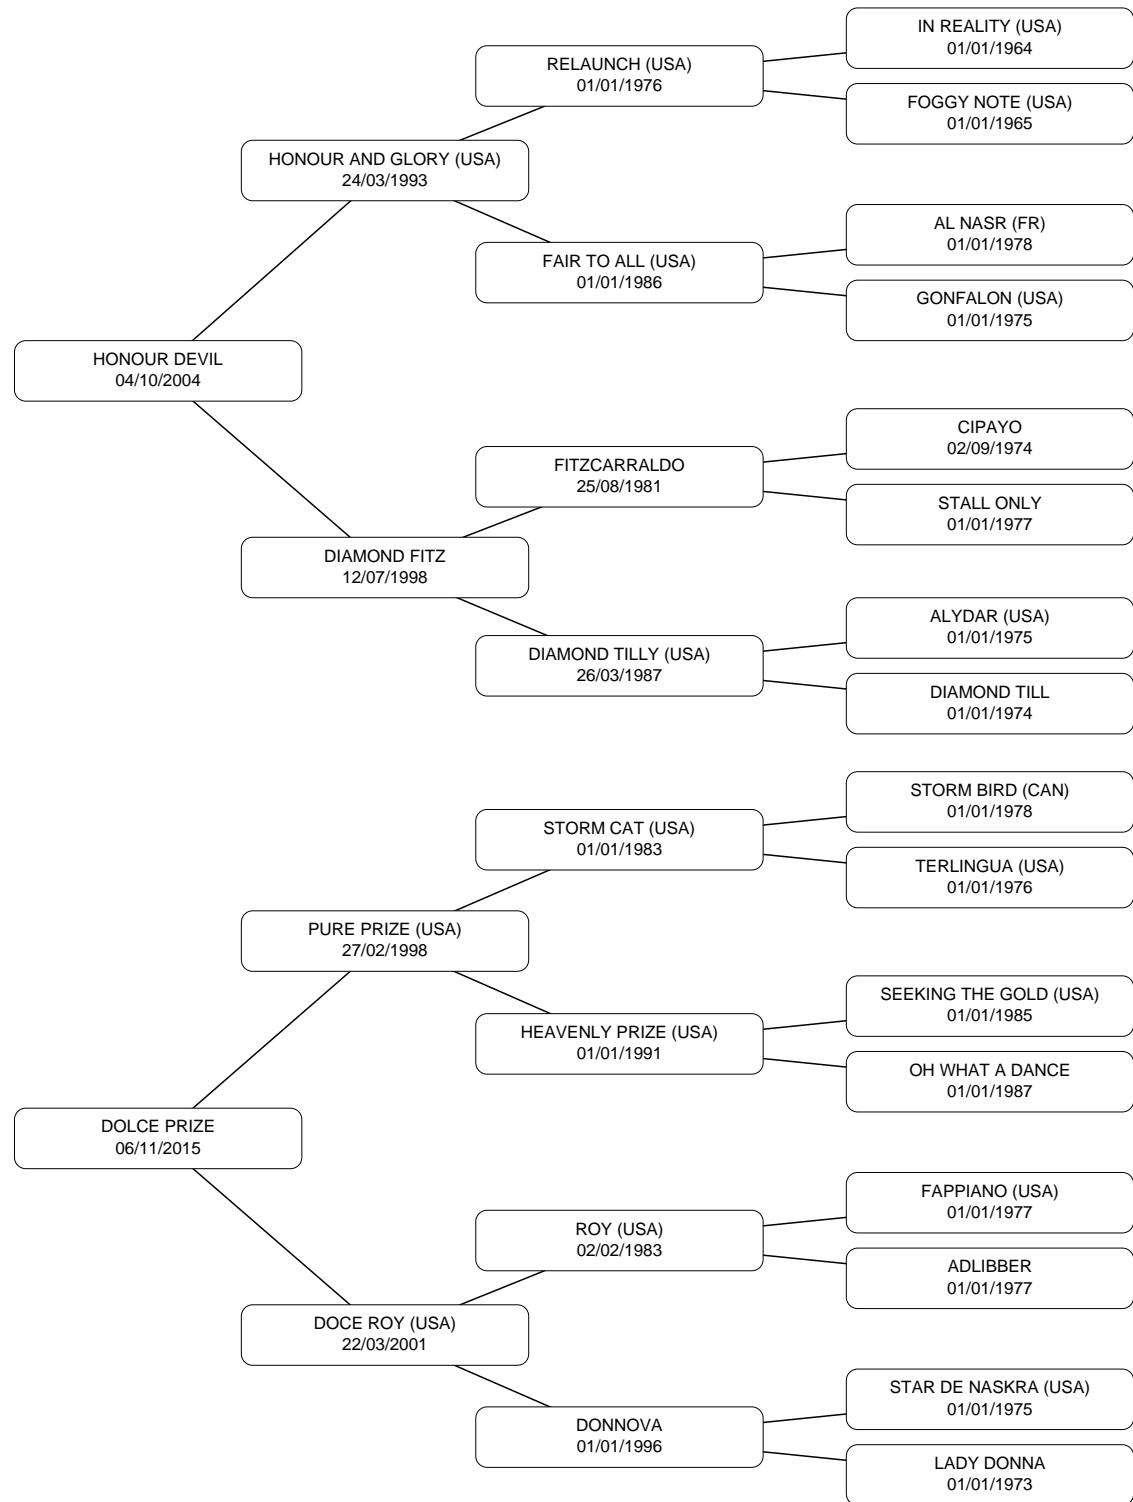 IN REALITY (USA)
01/01/1964
RELAUNCH (USA)
01/01/1976
FOGGY NOTE (USA)
01/01/1965
HONOUR AND GLORY (USA)
24/03/1993
AL NASR (FR)
01/01/1978
FAIR TO ALL (USA)
01/01/1986
GONFALON (USA)
01/01/1975
HONOUR DEVIL
04/10/2004
CIPAYO
02/09/1974
FITZCARRALDO
25/08/1981
STALL ONLY
01/01/1977
DIAMOND FITZ
12/07/1998
ALYDAR (USA)
01/01/1975
DIAMOND TILLY (USA)
26/03/1987
DIAMOND TILL
01/01/1974
STORM BIRD (CAN)
01/01/1978
STORM CAT (USA)
01/01/1983
TERLINGUA (USA)
01/01/1976
PURE PRIZE (USA)
27/02/1998
SEEKING THE GOLD (USA)
01/01/1985
HEAVENLY PRIZE (USA)
01/01/1991
OH WHAT A DANCE
01/01/1987
DOLCE PRIZE
06/11/2015
FAPPIANO (USA)
01/01/1977
ROY (USA)
02/02/1983
ADLIBBER
01/01/1977
DOCE ROY (USA)
22/03/2001
STAR DE NASKRA (USA)
01/01/1975
DONNOVA
01/01/1996
LADY DONNA
01/01/1973